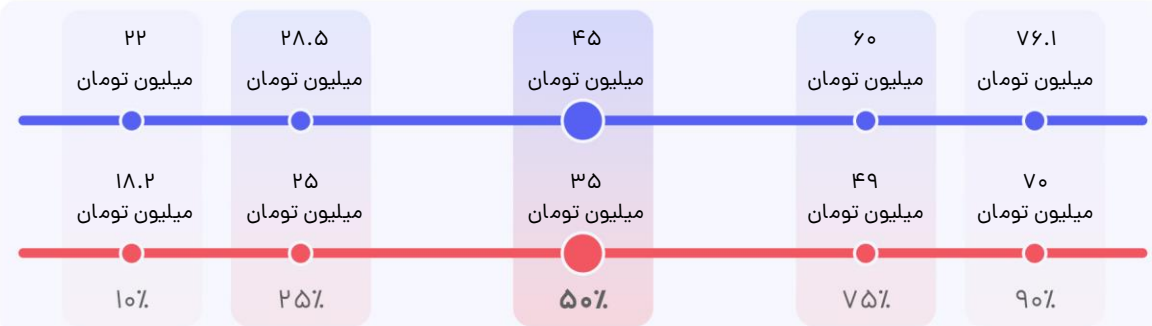 ۲۲ ۲۸.۵ ۴۵ ۶۰ ۷۶.۱
میلیون تومان میلیون تومان میلیون تومان میلیون تومان میلیون تومان
۱۸.۲ ۲۵ ۳۵ ۴۹ ۷۰
میلیون تومان میلیون تومان میلیون تومان میلیون تومان میلیون تومان
۱۰٪ ۲۵٪ ۵۰٪ ۷۵٪ ۹۰٪